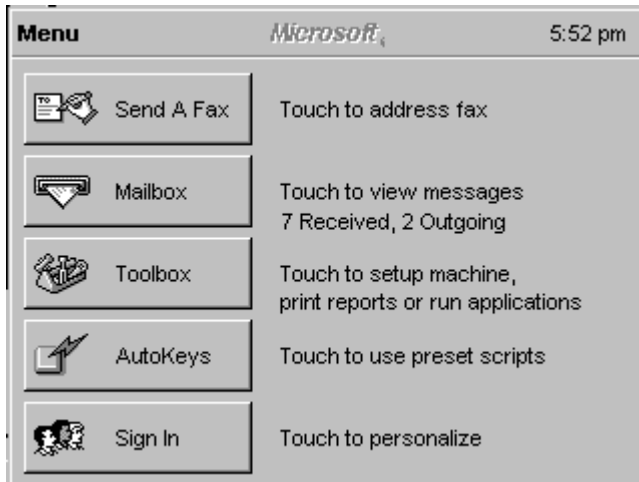 Menu Microsoft 5:52 pm
TO
Send A Fax Touch to address fax
Mailbox Touch to view messages
7 Received, 2 Outgoing
Toolbox Touch to setup machine,
print reports or run applications
AutoKeys Touch to use preset scripts
Sign In Touch to personalize